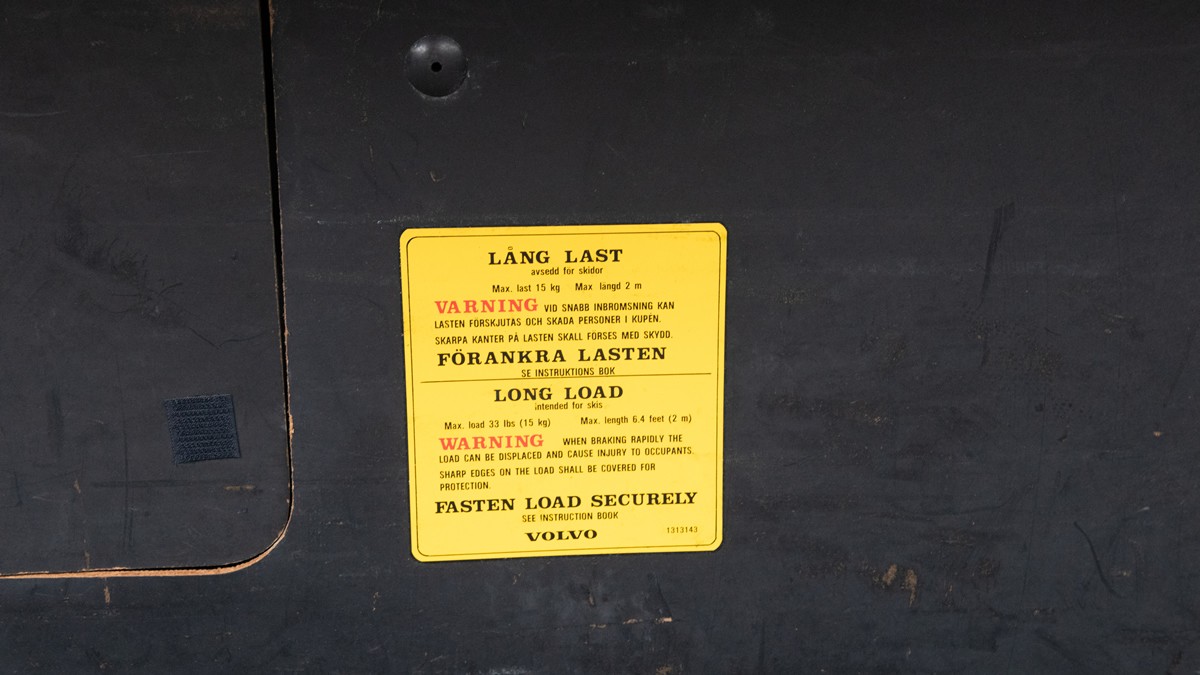 LÅNG LAST
avsedd för skidor
Max. last 15 kg Max längd 2 m
VARNING VID SNABB INBROMSNING KAN
LASTEN FÖRSKJUTAS OCH SKADA PERSONER I KUPEN.
SKARPA KANTER PÅ LASTEN SKALL FÖRSES MED SKYDD.
FÖRANKRA LASTEN
SE INSTRUKTIONS BOK
LONG LOAD
intended for skis
Max. load 33 lbs (15 kg) Max. length 6.4 feet (2 m)
WARNING WHEN BRAKING RAPIDLY THE
LOAD CAN BE DISPLACED AND CAUSE INJURY TO OCCUPANTS.
SHARP EDGES ON THE LOAD SHALL BE COVERED FOR
PROTECTION.
FASTEN LOAD SECURELY
SEE INSTRUCTION BOOK
VOLVO 1313143